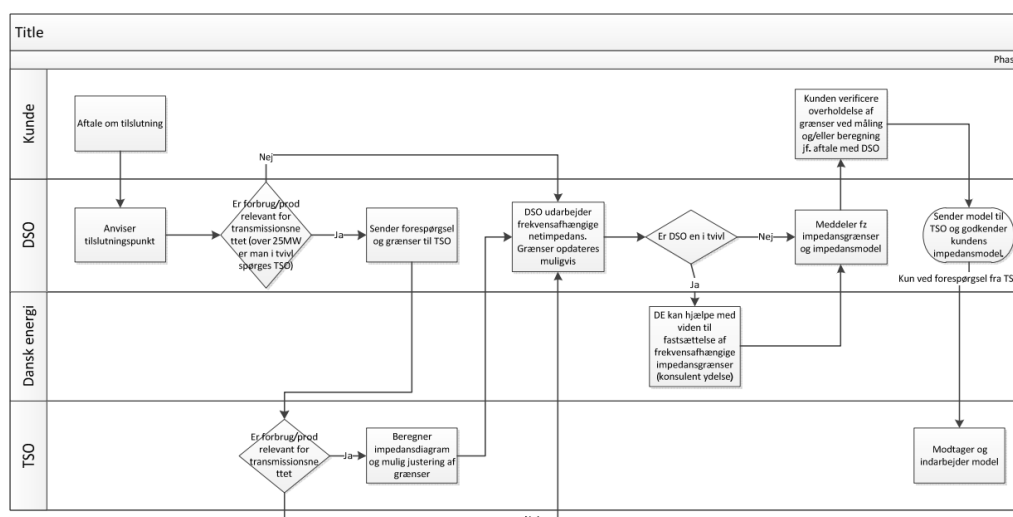 Title
Phas
Kunde
Aftale om tilslutning
Kunden verificere
overholdelse af
grænser ved måling
og/eller beregning
jf. aftale med DSO
Nej
DSO
Anviser
tilslutningspunkt
Er forbrug/prod
relevant for
transmissionsne
ttet (over 25MW
er man i tvivl
spørges TSO)
Ja
Sender forespørgsel
og grænser til TSO
DSO udarbejder
frekvensafhængige
netimpedans.
Grænser opdateres
muligvis
Er DSO en i tvivl
Nej
Ja
Meddeler fz
impedansgrænser
og impedansmodel
Sender model til
TSO og godkender
kundens
impedansmodel.
Kun ved forespørgsel fra TS
Dansk energi
DE kan hjælpe med
viden til
fastsættelse af
frekvensafhængige
impedansgrænser
(konsulent ydelse)
TSO
Er forbrug/prod
relevant for
transmissionsne
ttet
Ja
Beregner
impedansdiagram
og mulig justering af
grænser
Modtager og
indarbejder model